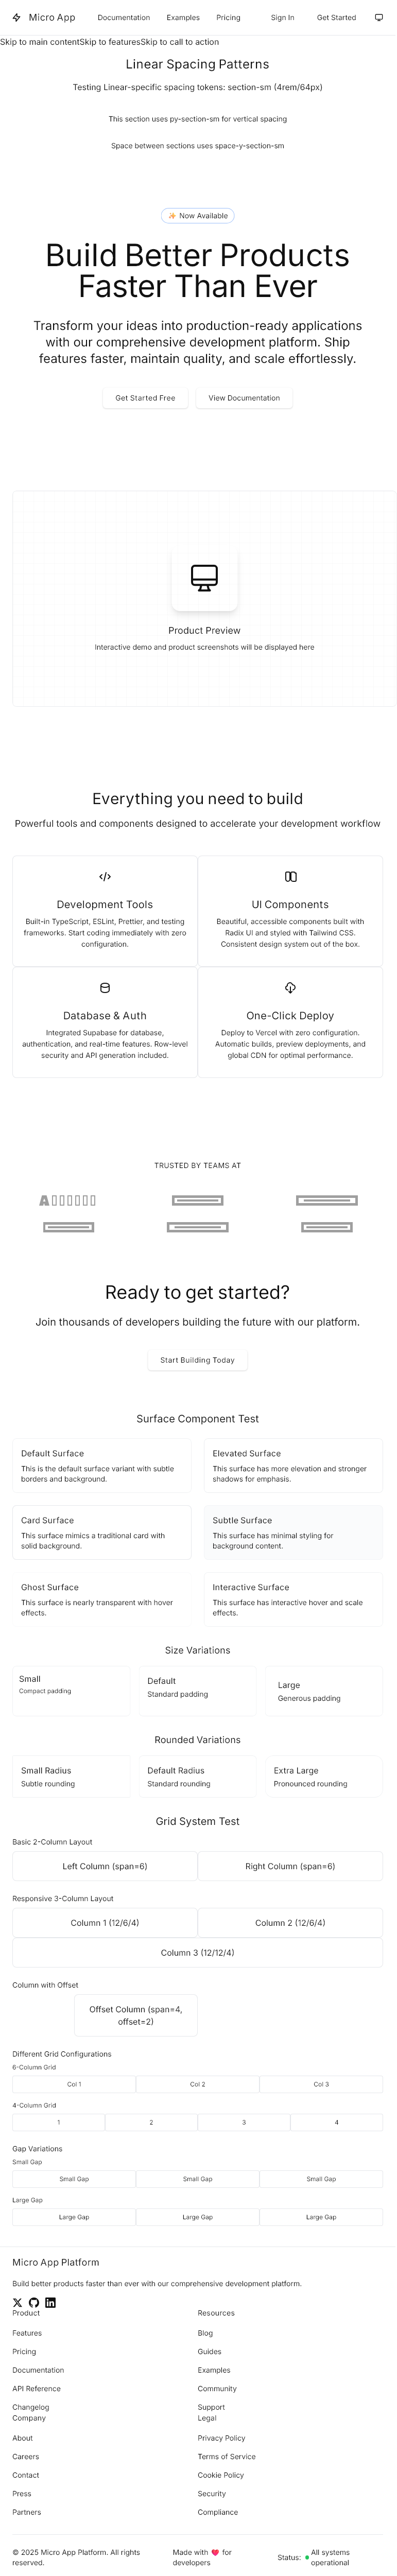 Micro App
Documentation
Examples
Pricing
Sign In
Get Started
Skip to main contentSkip to featuresSkip to call to action
Linear Spacing Patterns
Testing Linear-specific spacing tokens: section-sm (4rem/64px)
This section uses py-section-sm for vertical spacing
Space between sections uses space-y-section-sm
✨ Now Available
Build Better Products
Faster Than Ever
Transform your ideas into production-ready applications
with our comprehensive development platform. Ship
features faster, maintain quality, and scale effortlessly.
Get Started Free
View Documentation
Product Preview
Interactive demo and product screenshots will be displayed here
Everything you need to build
Powerful tools and components designed to accelerate your development workflow
Development Tools
Built-in TypeScript, ESLint, Prettier, and testing
frameworks. Start coding immediately with zero
configuration.
UI Components
Beautiful, accessible components built with
Radix UI and styled with Tailwind CSS.
Consistent design system out of the box.
Database & Auth
Integrated Supabase for database,
authentication, and real-time features. Row-level
security and API generation included.
One-Click Deploy
Deploy to Vercel with zero configuration.
Automatic builds, preview deployments, and
global CDN for optimal performance.
TRUSTED BY TEAMS AT
Ready to get started?
Join thousands of developers building the future with our platform.
Start Building Today
Surface Component Test
Default Surface
This is the default surface variant with subtle
borders and background.
Elevated Surface
This surface has more elevation and stronger
shadows for emphasis.
Card Surface
This surface mimics a traditional card with
solid background.
Subtle Surface
This surface has minimal styling for
background content.
Ghost Surface
This surface is nearly transparent with hover
effects.
Interactive Surface
This surface has interactive hover and scale
effects.
Size Variations
Small
Compact padding
Default
Standard padding
Large
Generous padding
Rounded Variations
Small Radius
Subtle rounding
Default Radius
Standard rounding
Extra Large
Pronounced rounding
Grid System Test
Basic 2-Column Layout
Left Column (span=6)
Right Column (span=6)
Responsive 3-Column Layout
Column 1 (12/6/4)
Column 2 (12/6/4)
Column 3 (12/12/4)
Column with Offset
Offset Column (span=4,
offset=2)
Different Grid Configurations
6-Column Grid
Col 1
Col 2
Col 3
4-Column Grid
1
2
3
4
Gap Variations
Small Gap
Small Gap
Small Gap
Small Gap
Large Gap
Large Gap
Large Gap
Large Gap
Micro App Platform
Build better products faster than ever with our comprehensive development platform.
Product
Features
Pricing
Documentation
API Reference
Changelog
Resources
Blog
Guides
Examples
Community
Support
Company
About
Careers
Contact
Press
Partners
Legal
Privacy Policy
Terms of Service
Cookie Policy
Security
Compliance
© 2025 Micro App Platform. All rights
reserved.
Made with ❤️ for
developers
Status:
All systems
operational